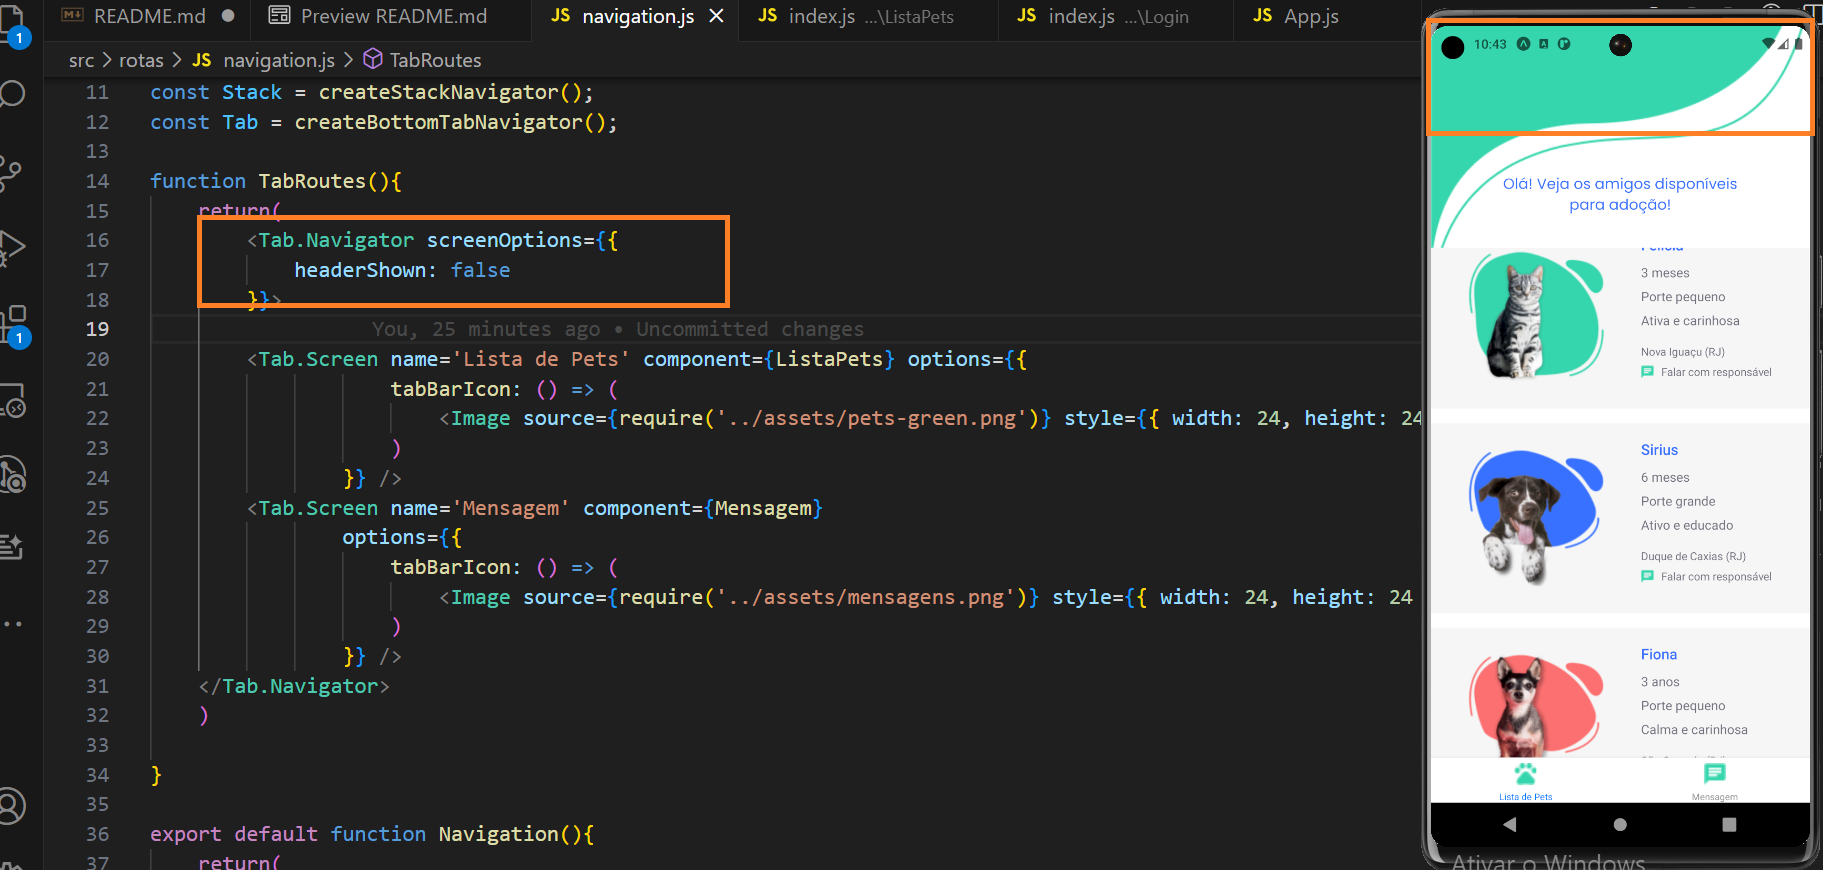 README.md
Preview README.md
JS navigation.js
JS index.js ...\ListaPets
JS index.js ...\Login
JS App.js
1
src > rotas > JS navigation.js > TabRoutes
11 const Stack = createStackNavigator();
12 const Tab = createBottomTabNavigator();
13
14 function TabRoutes(){
15 return(
16 <Tab.Navigator screenOptions={{
17 headerShown: false
18 }}>
19 You, 25 minutes ago • Uncommitted changes
20 <Tab.Screen name='Lista de Pets' component={ListaPets} options={{
21 tabBarIcon: () => (
22 <Image source={require('../assets/pets-green.png')} style={{ width: 24, height: 24
23 )
24 }} />
25 <Tab.Screen name='Mensagem' component={Mensagem}
26 options={{
27 tabBarIcon: () => (
28 <Image source={require('../assets/mensagens.png')} style={{ width: 24, height: 24
29 )
30 }} />
31 </Tab.Navigator>
32 )
33
34 }
35
36 export default function Navigation(){
37 return(
1
10:43
Olá! Veja os amigos disponíveis
para adoção!
Felícia
3 meses
Porte pequeno
Ativa e carinhosa
Nova Iguaçu (RJ)
Falar com responsável
Sirius
6 meses
Porte grande
Ativo e educado
Duque de Caxias (RJ)
Falar com responsável
Fiona
3 anos
Porte pequeno
Calma e carinhosa
Lista de Pets
Mensagem
Ativar o Windows